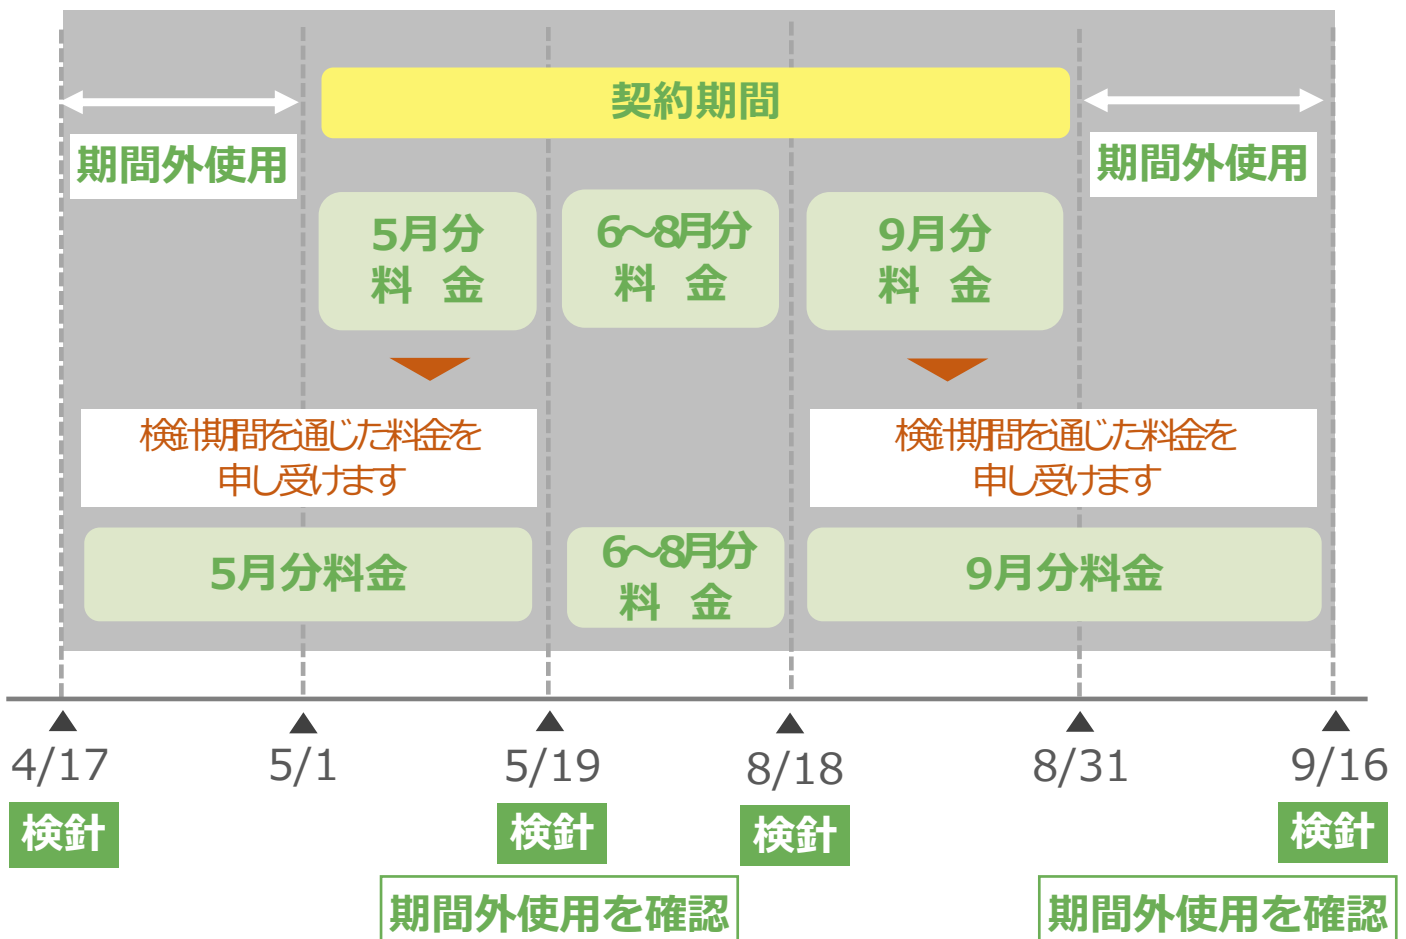 契約期間
期間外使用
期間外使用
5月分
料 金
6～8月分
料 金
9月分
料 金
検針期間を通じた料金を
申し受けます
検針期間を通じた料金を
申し受けます
5月分料金
6～8月分
料 金
9月分料金
4/17
5/1
5/19
8/18
8/31
9/16
検針
検針
検針
検針
期間外使用を確認
期間外使用を確認